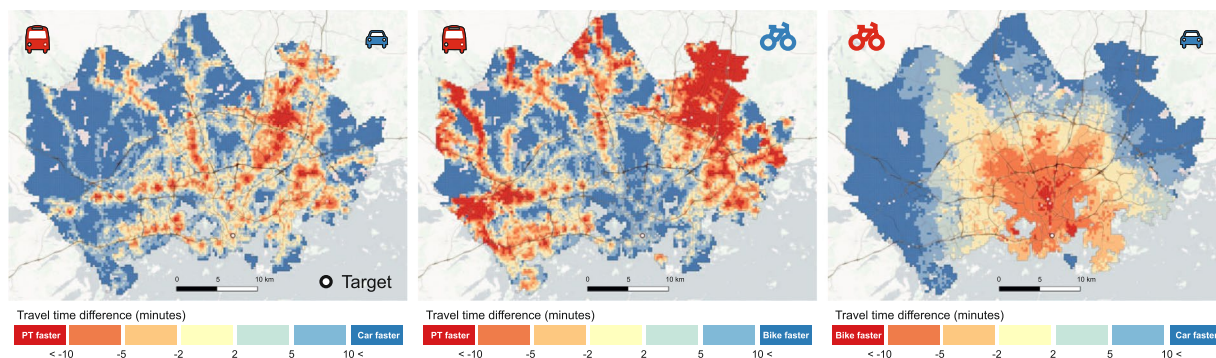 Target
0 5 10 km
0 5 10 km
0 5 10 km
Travel time difference (minutes)
PT faster Car faster
< -10 -5 -2 2 5 10 <
Travel time difference (minutes)
PT faster Bike faster
< -10 -5 -2 2 5 10 <
Travel time difference (minutes)
Bike faster Car faster
< -10 -5 -2 2 5 10 <